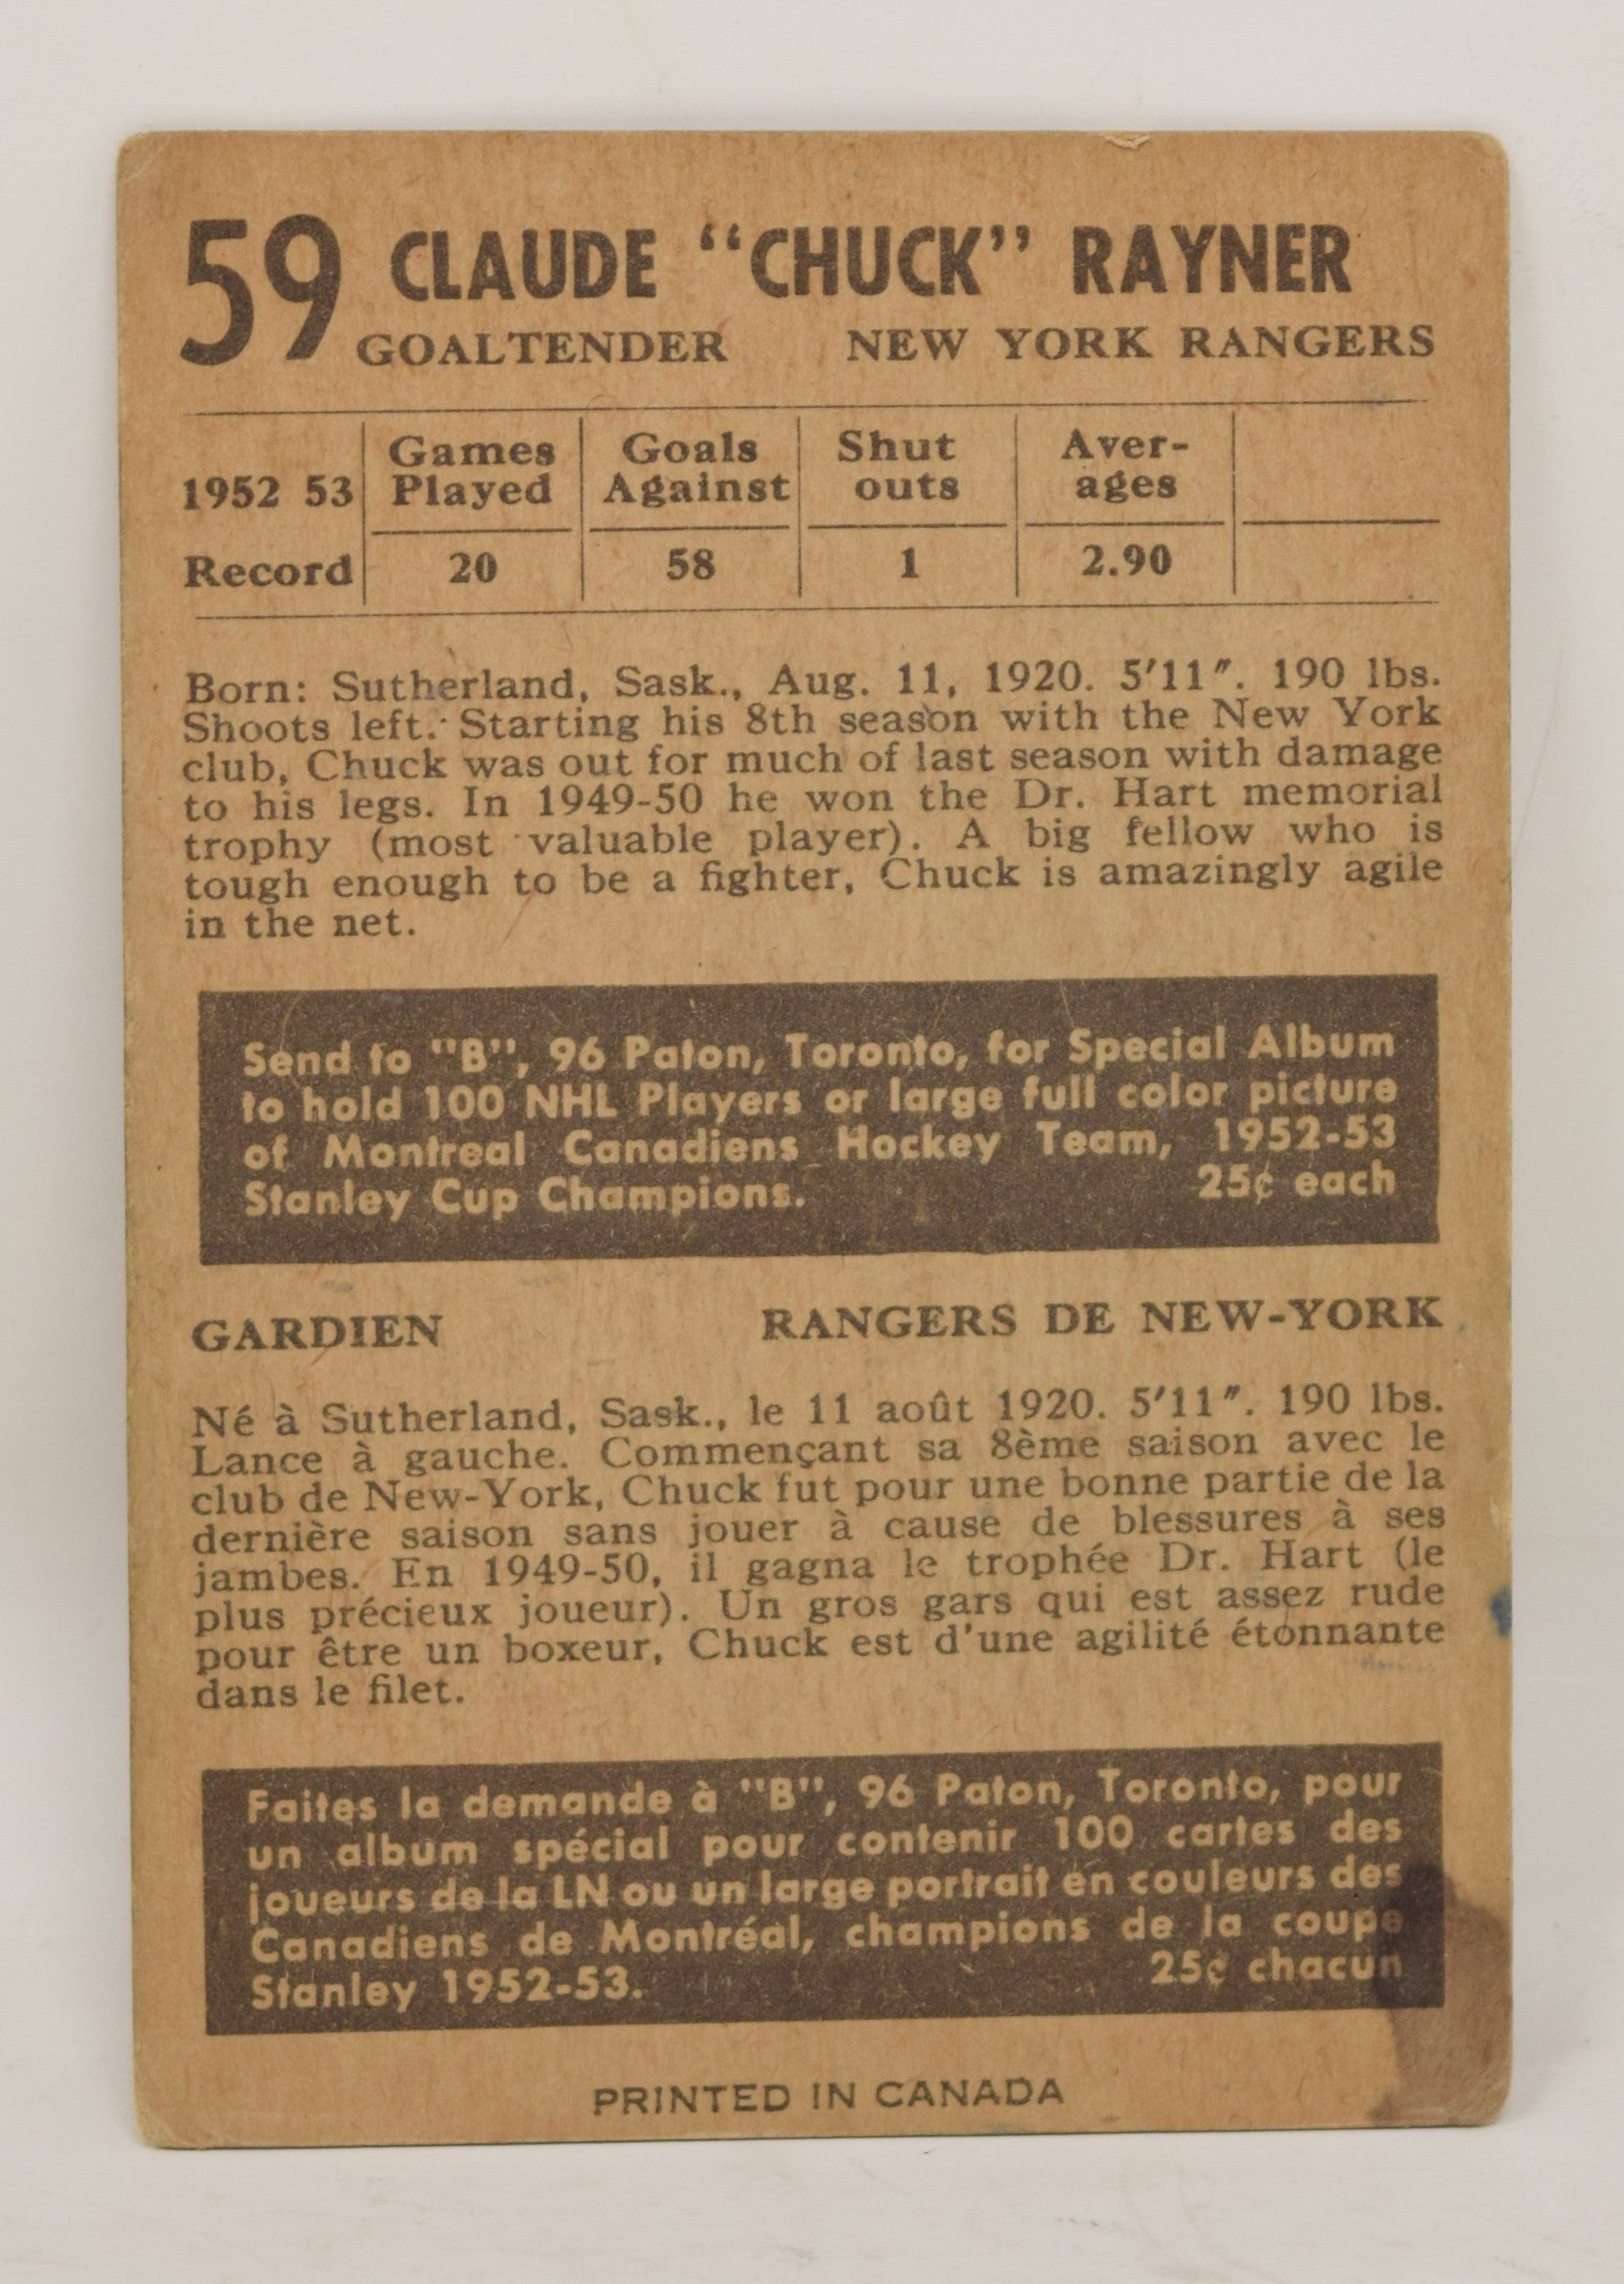 59 CLAUDE "CHUCK" RAYNER
GOALTENDER NEW YORK RANGERS
1952 53 Games Played Goals Against Shut outs Aver-ages
Record 20 58 1 2.90
Born: Sutherland, Sask., Aug. 11, 1920. 5'11". 190 lbs.
Shoots left. Starting his 8th season with the New York
club, Chuck was out for much of last season with damage
to his legs. In 1949-50 he won the Dr. Hart memorial
trophy (most valuable player). A big fellow who is
tough enough to be a fighter, Chuck is amazingly agile
in the net.
Send to "B", 96 Paton, Toronto, for Special Album
to hold 100 NHL Players or large full color picture
of Montreal Canadiens Hockey Team, 1952-53
Stanley Cup Champions. 25¢ each
GARDIEN RANGERS DE NEW-YORK
Né à Sutherland, Sask., le 11 août 1920. 5'11". 190 lbs.
Lance à gauche. Commençant sa 8ème saison avec le
club de New-York, Chuck fut pour une bonne partie de la
dernière saison sans jouer à cause de blessures à ses
jambes. En 1949-50, il gagna le trophée Dr. Hart (le
plus précieux joueur). Un gros gars qui est assez rude
pour être un boxeur, Chuck est d'une agilité étonnante
dans le filet.
Faites la demande à "B", 96 Paton, Toronto, pour
un album spécial pour contenir 100 cartes des
joueurs de la LN ou un large portrait en couleurs des
Canadiens de Montréal, champions de la coupe
Stanley 1952-53. 25¢ chacun
PRINTED IN CANADA